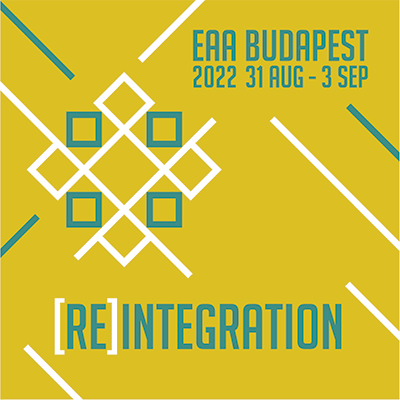 EAA BUDAPEST
2022 31 AUG - 3 SEP
[RE]INTEGRATION